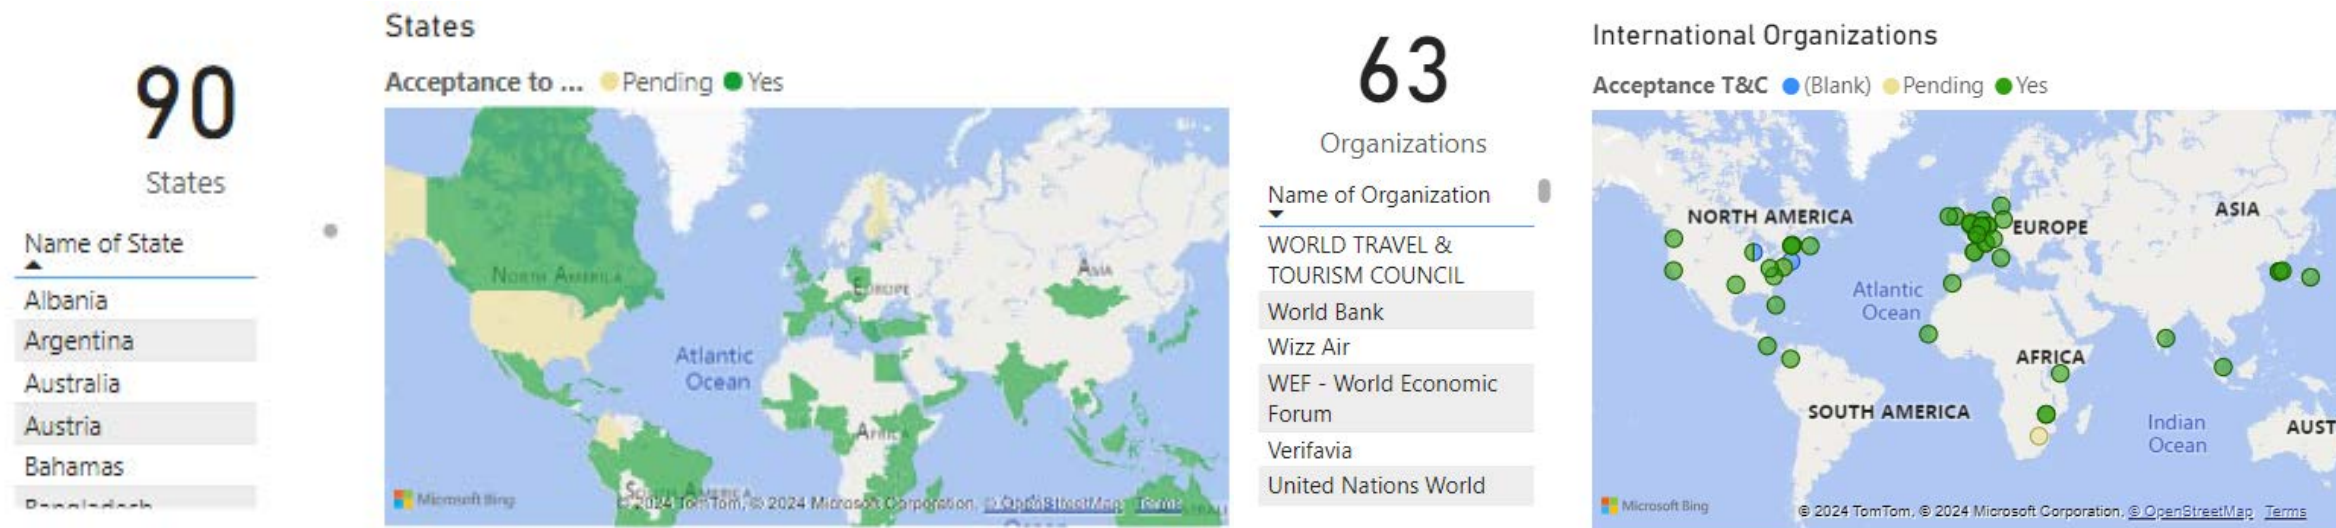 90
States
Name of State
Albania
Argentina
Australia
Austria
Bahamas
Bangladesh
States
Acceptance to ... Pending Yes
NORTH AMERICA
EUROPE
ASIA
Atlantic
Ocean
AFRICA
SOUTH AMERICA
Microsoft Bing
© 2024 TomTom, © 2024 Microsoft Corporation, © OpenStreetMap Terms
63
Organizations
Name of Organization
WORLD TRAVEL &
TOURISM COUNCIL
World Bank
Wizz Air
WEF - World Economic
Forum
Verifavia
United Nations World
International Organizations
Acceptance T&C (Blank) Pending Yes
NORTH AMERICA
ASIA
EUROPE
Atlantic
Ocean
AFRICA
SOUTH AMERICA
Indian
Ocean
AUST
Microsoft Bing
© 2024 TomTom, © 2024 Microsoft Corporation, © OpenStreetMap Terms